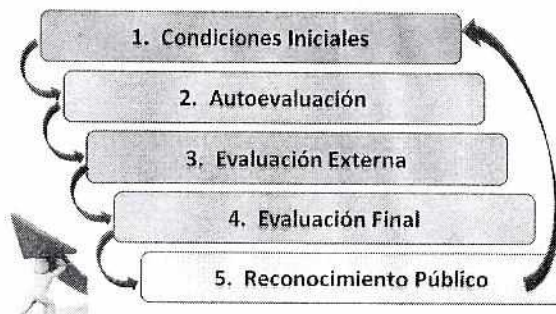 1. Condiciones Iniciales
2. Autoevaluación
3. Evaluación Externa
4. Evaluación Final
5. Reconocimiento Público